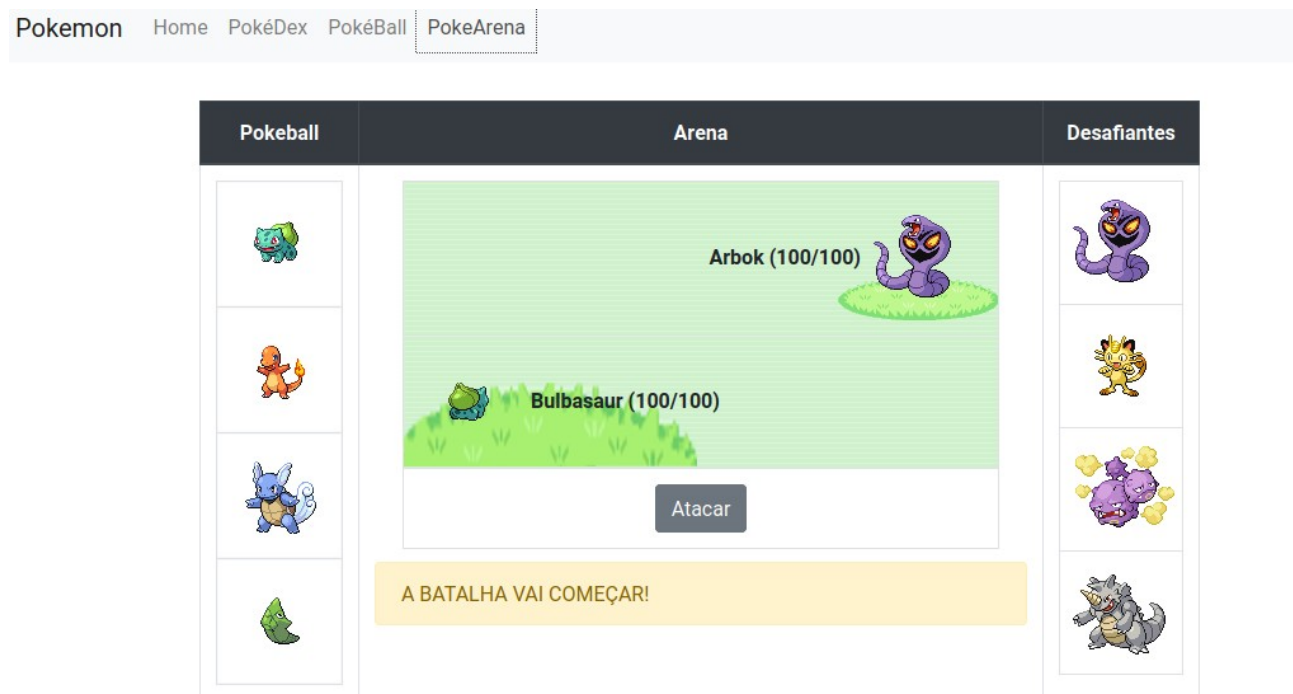 Pokemon Home PokéDex PokéBall PokeArena
Pokeball Arena Desafiantes
Arbok (100/100)
Bulbasaur (100/100)
Atacar
A BATALHA VAI COMEÇAR!